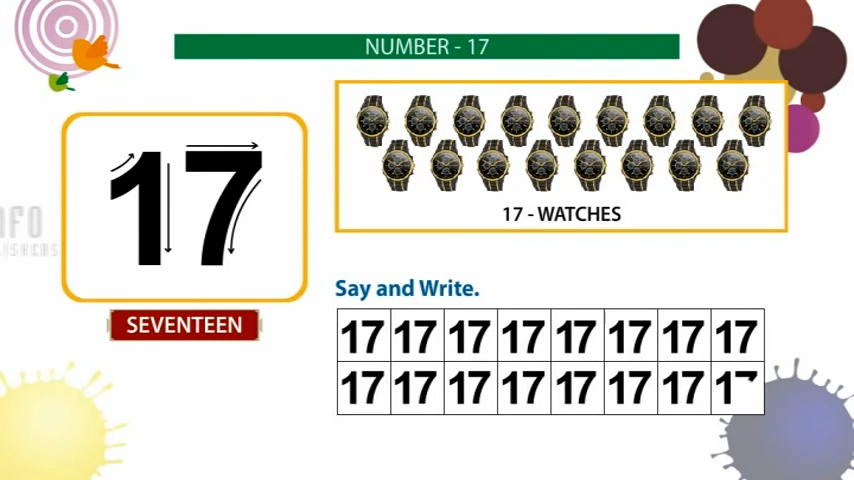 NUMBER - 17
17
SEVENTEEN
17 - WATCHES
Say and Write.
17 17 17 17 17 17 17 17
17 17 17 17 17 17 17